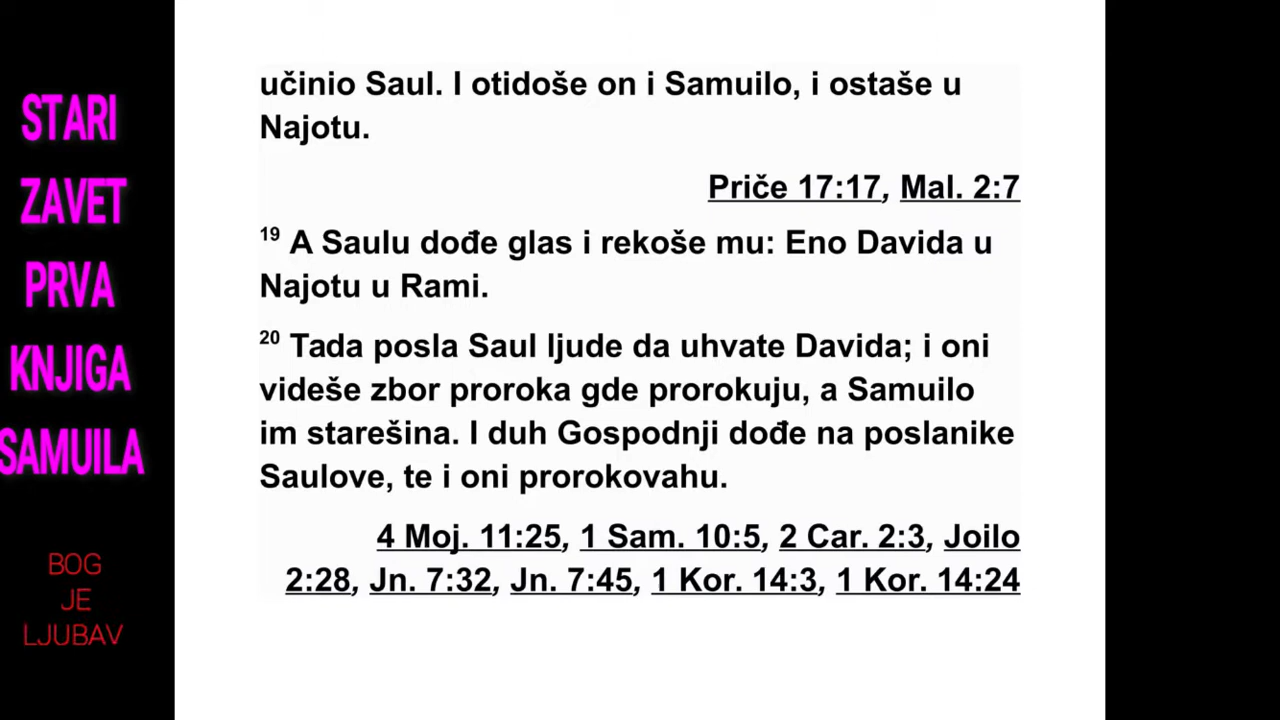 STARI
ZAVET
PRVA
KNJIGA
SAMUILA
BOG
JE
LJUBAV
učinio Saul. I otidoše on i Samuilo, i ostaše u
Najotu.
Priče 17:17, Mal. 2:7
19 A Saulu dođe glas i rekoše mu: Eno Davida u
Najotu u Rami.
20 Tada posla Saul ljude da uhvate Davida; i oni
videše zbor proroka gde prorokuju, a Samuilo
im starešina. I duh Gospodnji dođe na poslanike
Saulove, te i oni prorokovahu.
4 Moj. 11:25, 1 Sam. 10:5, 2 Car. 2:3, Joilo
2:28, Jn. 7:32, Jn. 7:45, 1 Kor. 14:3, 1 Kor. 14:24